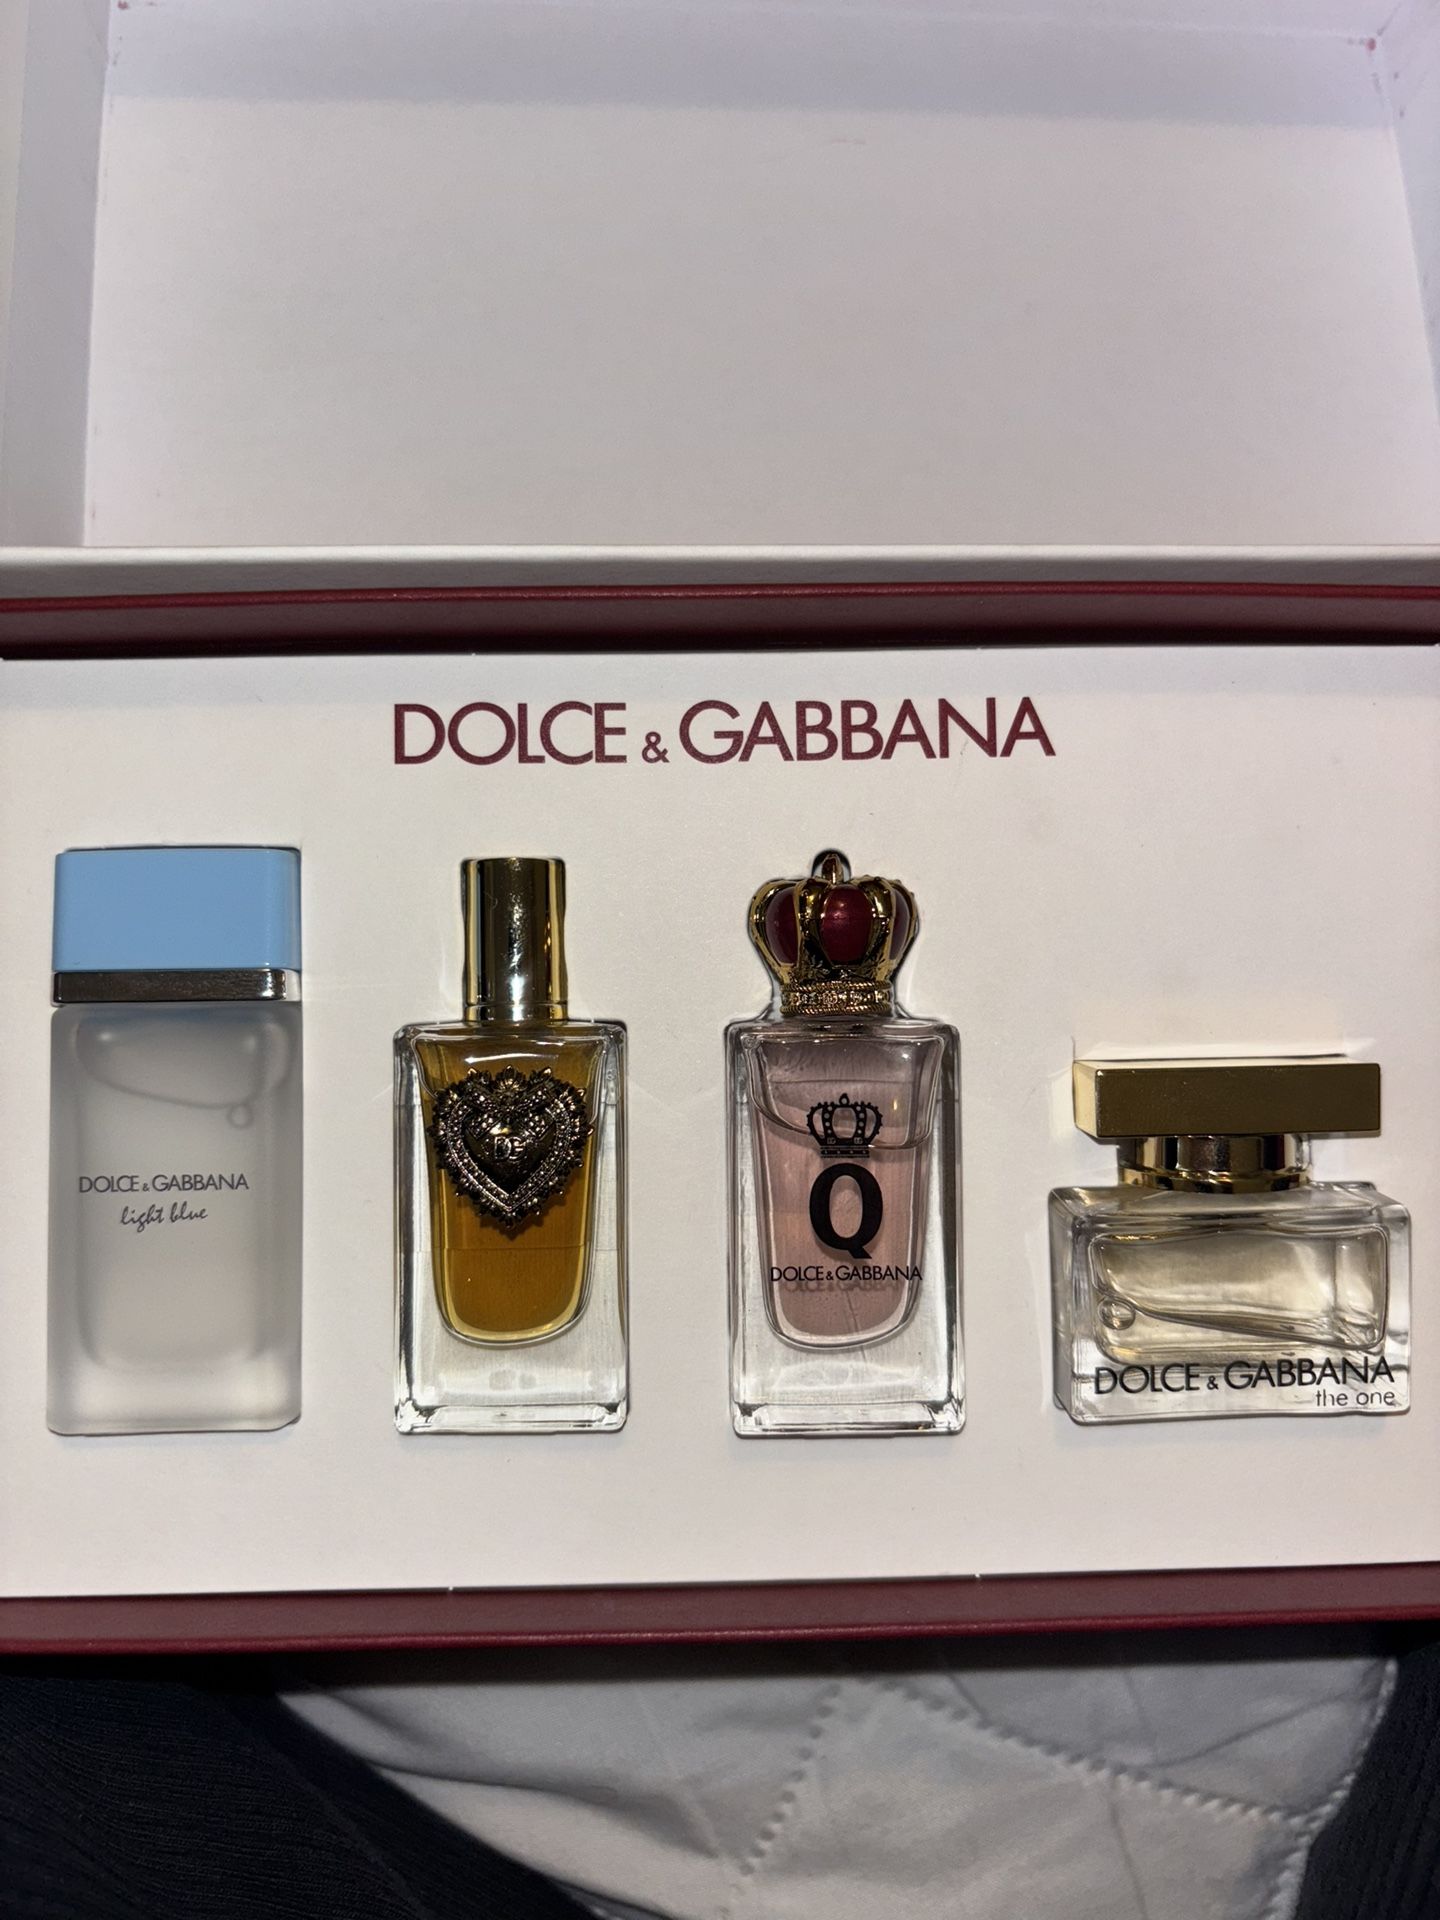 DOLCE & GABBANA
DOLCE & GABBANA
light blue
DG
Q
DOLCE & GABBANA
DOLCE & GABBANA
the one